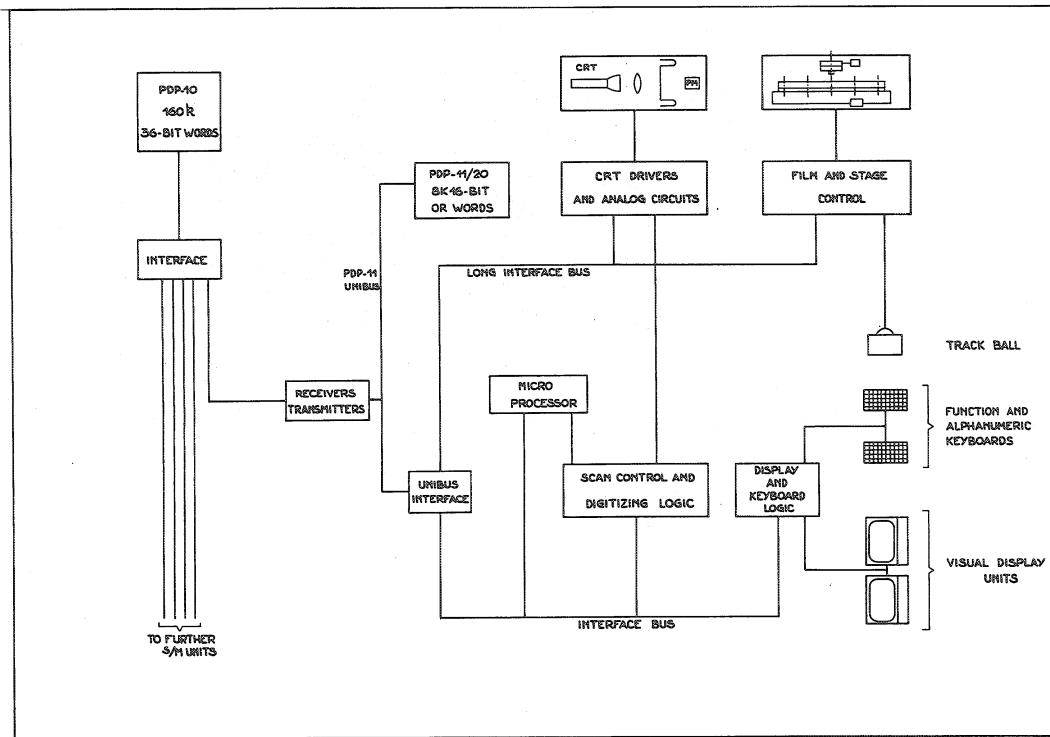 PDP-10
160K
36-BIT WORDS
INTERFACE
TO FURTHER
S/M UNITS
RECEIVERS
TRANSMITTERS
PDP-11
UNIBUS
PDP-11/20
8K16-BIT
OR WORDS
CRT
PM
CRT DRIVERS
AND ANALOG CIRCUITS
FILM AND STAGE
CONTROL
LONG INTERFACE BUS
TRACK BALL
MICRO
PROCESSOR
FUNCTION AND
ALPHANUMERIC
KEYBOARDS
UNIBUS
INTERFACE
SCAN CONTROL AND
DIGITIZING LOGIC
DISPLAY
AND
KEYBOARD
LOGIC
VISUAL DISPLAY
UNITS
INTERFACE BUS